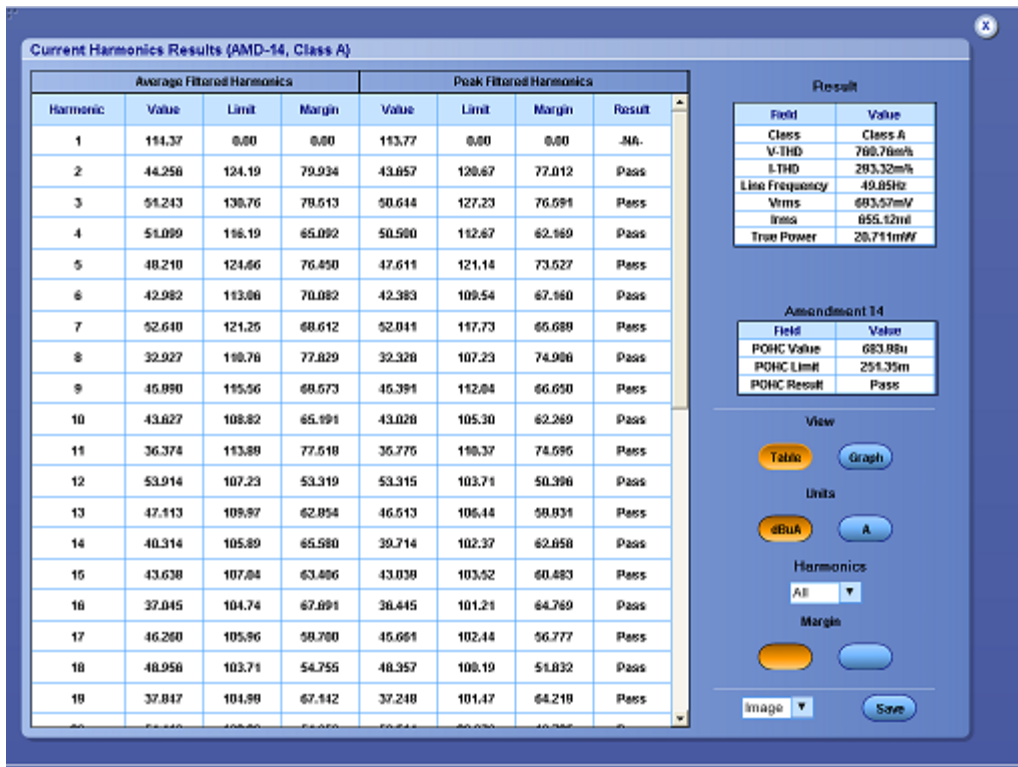 x
Current Harmonics Results (AMD-14, Class A)
Average Filtered Harmonics Peak Filtered Harmonics
Harmonic Value Limit Margin Value Limit Margin Result
1 114.37 0.00 0.00 113.77 0.00 0.00 -NA-
2 44.256 124.19 79.934 43.657 120.67 77.012 Pass
3 51.243 130.76 79.513 50.644 127.23 76.591 Pass
4 51.099 116.19 65.092 50.500 112.67 62.169 Pass
5 48.210 124.66 76.450 47.611 121.14 73.527 Pass
6 42.982 113.06 70.082 42.383 109.54 67.160 Pass
7 52.640 121.25 68.612 52.041 117.73 65.689 Pass
8 32.927 110.76 77.829 32.328 107.23 74.906 Pass
9 45.990 115.56 69.573 45.391 112.04 66.650 Pass
10 43.627 108.82 65.191 43.028 105.30 62.269 Pass
11 36.374 113.89 77.518 35.775 110.37 74.595 Pass
12 53.914 107.23 53.319 53.315 103.71 50.396 Pass
13 47.113 109.97 62.854 46.513 106.44 59.931 Pass
14 40.314 105.89 65.580 39.714 102.37 62.658 Pass
15 43.638 107.04 63.406 43.039 103.52 60.483 Pass
16 37.045 104.74 67.691 36.445 101.21 64.769 Pass
17 46.260 105.96 59.700 45.661 102.44 56.777 Pass
18 48.956 103.71 54.755 48.357 100.19 51.832 Pass
19 37.847 104.99 67.142 37.248 101.47 64.219 Pass
Result
Field Value
Class Class A
V-THD 760.76m%
I-THD 293.32m%
Line Frequency 49.85Hz
Vrms 693.57mV
Irms
True Power 20.711mW
Amendment 14
Field Value
POHC Value 683.98u
POHC Limit 251.35m
POHC Result Pass
View
Table Graph
Units
dBuA A
Harmonics
All
Margin
Image Save